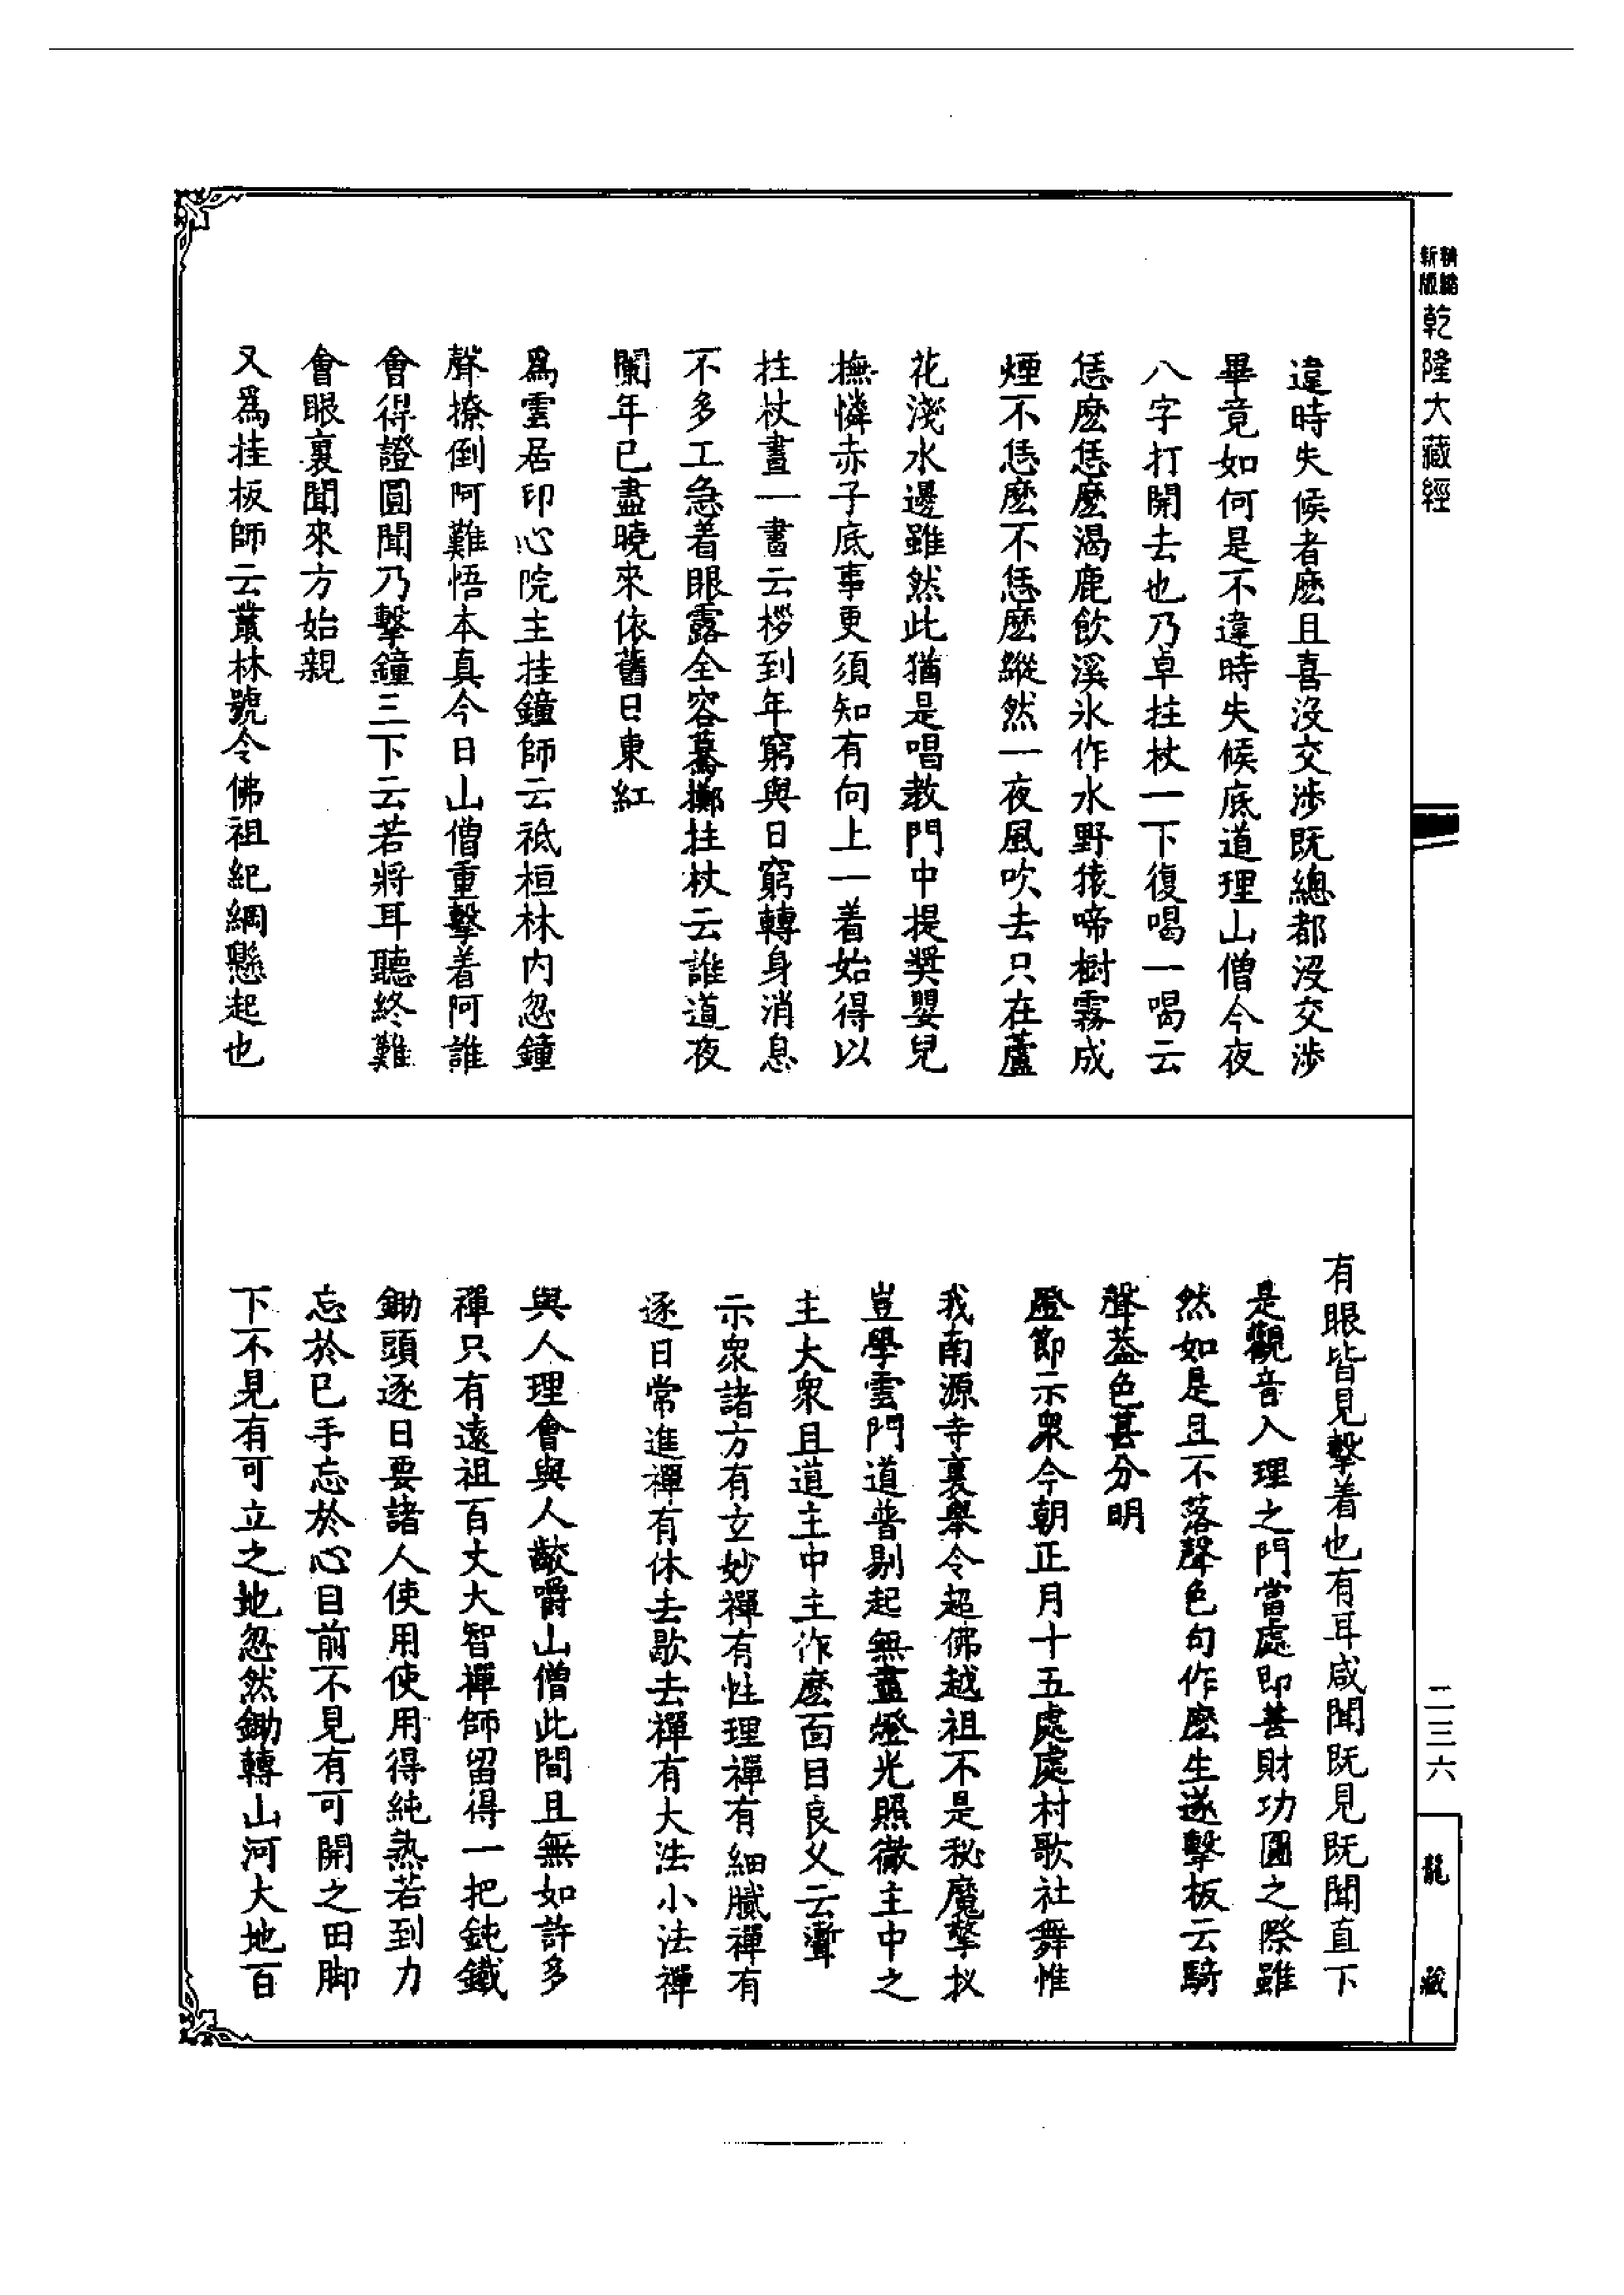 精縮新版 乾隆大藏經
違時失候者麽且喜沒交涉既總都沒交涉
畢竟如何是不違時失候底道理山僧今夜
八字打開去也乃卓拄杖一下復喝一喝云
恁麽恁麽渴鹿飲溪氷作水野猿啼樹霧成
煙不恁麽不恁麽縱然一夜風吹去只在蘆
花淺水邊雖然此猶是唱教門中提獎嬰兒
撫憐赤子底事更須知有向上一着始得以
拄杖畫一畫云拶到年窮與日窮轉身消息
不多工急着眼露全容驀擲拄杖云誰道夜
闌年已盡曉來依舊日東紅
爲雲居印心院主挂鐘師云祇桓林內忽鐘
聲撩倒阿難悟本真今日山僧重擊着阿誰
會得證圓聞乃擊鐘三下云若將耳聽終難
會眼裏聞來方始親
又爲挂板師云叢林號令佛祖紀綱懸起也
有眼皆見擊着也有耳咸聞既見既聞直下
是觀音入理之門當處即善財功圓之際雖
然如是且不落聲色句作麽生遂擊板云騎
聲葢色甚分明
燈節示衆今朝正月十五處處村歌社舞惟
我南源寺裏舉令超佛越祖不是秘魔擎杈
豈學雲門道普剔起無盡燈光照徹主中之
主大衆且道主中主作麽面目良乂云聻
示衆諸方有玄妙禪有性理禪有細膩禪有
逐日常進禪有休去歇去禪有大法小法禪
與人理會與人齩嚼山僧此間且無如許多
禪只有遠祖百丈大智禪師留得一把鈍鐵
鋤頭逐日要諸人使用使用得純熟若到力
忘於已手忘於心目前不見有可開之田脚
下不見有可立之地忽然鋤轉山河大地百
二三六
龍藏